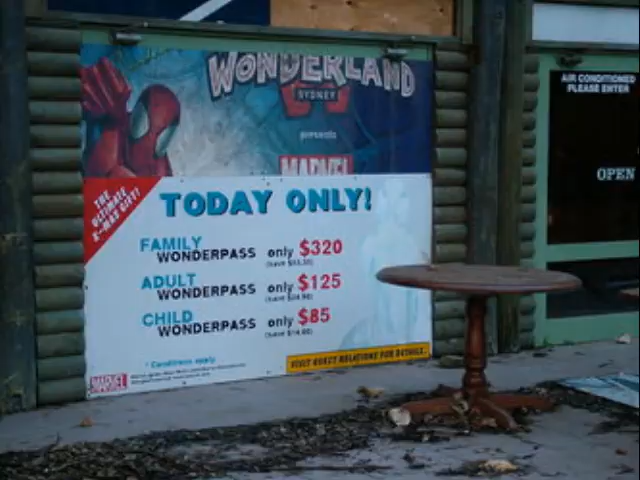 WONDERLAND
SYDNEY
presents
MARVEL
THE
ULTIMATE
X-MAS GIFT!
TODAY ONLY!
FAMILY
WONDERPASS only $320
ADULT
WONDERPASS only $125
CHILD
WONDERPASS only $85
* Conditions apply
VISIT GUEST RELATIONS FOR DETAILS.
MARVEL
AIR CONDITIONED
PLEASE ENTER
OPEN